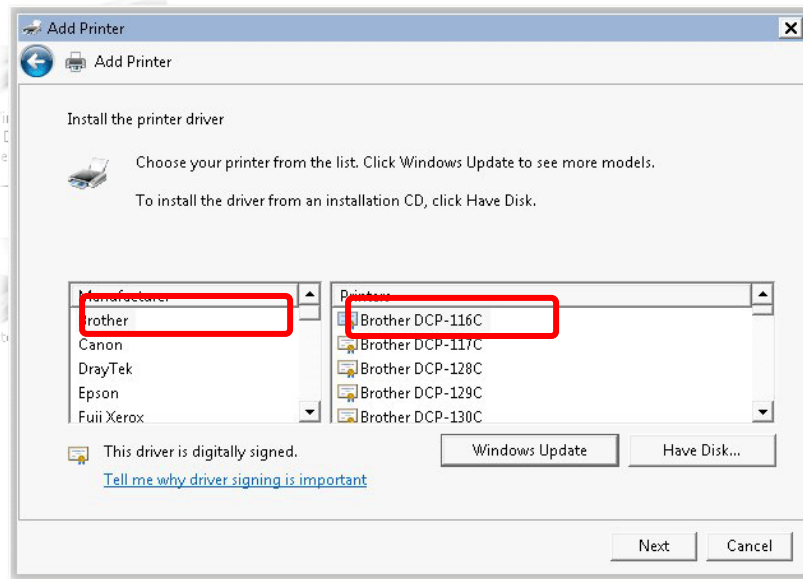 Add Printer
Add Printer
Install the printer driver
Choose your printer from the list. Click Windows Update to see more models.
To install the driver from an installation CD, click Have Disk.
Manufacturer
Brother
Canon
DrayTek
Epson
Fuji Xerox
Printers
Brother DCP-116C
Brother DCP-117C
Brother DCP-128C
Brother DCP-129C
Brother DCP-130C
This driver is digitally signed.
Tell me why driver signing is important
Windows Update
Have Disk...
Next
Cancel